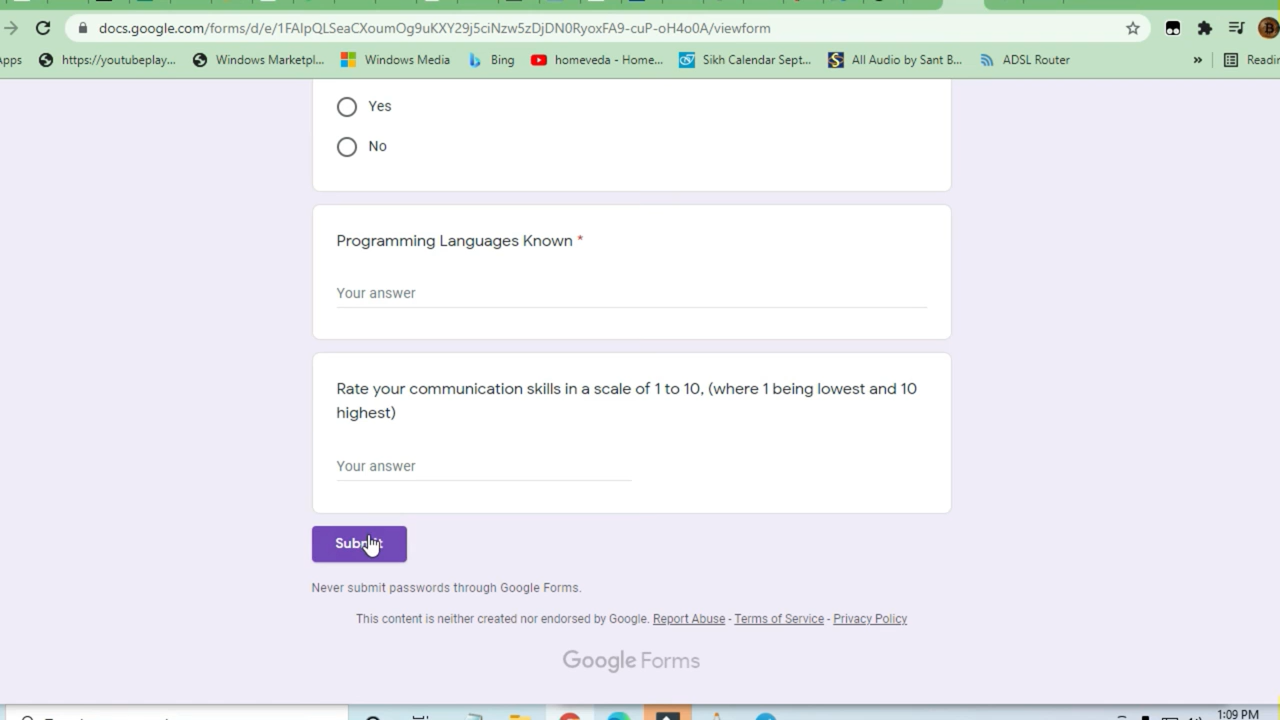 docs.google.com/forms/d/e/1FAIpQLSeaCXoumOg9uKXY29j5ciNzw5zDjDN0RyoxFA9-cuP-oH4o0A/viewform
pps https://youtubeplay... Windows Marketpl... Windows Media Bing homeveda - Home... Sikh Calendar Sept... All Audio by Sant B... ADSL Router » Readin
Yes
No
Programming Languages Known *
Your answer
Rate your communication skills in a scale of 1 to 10, (where 1 being lowest and 10
highest)
Your answer
Submit
Never submit passwords through Google Forms.
This content is neither created nor endorsed by Google. Report Abuse - Terms of Service - Privacy Policy
Google Forms
1:09 PM